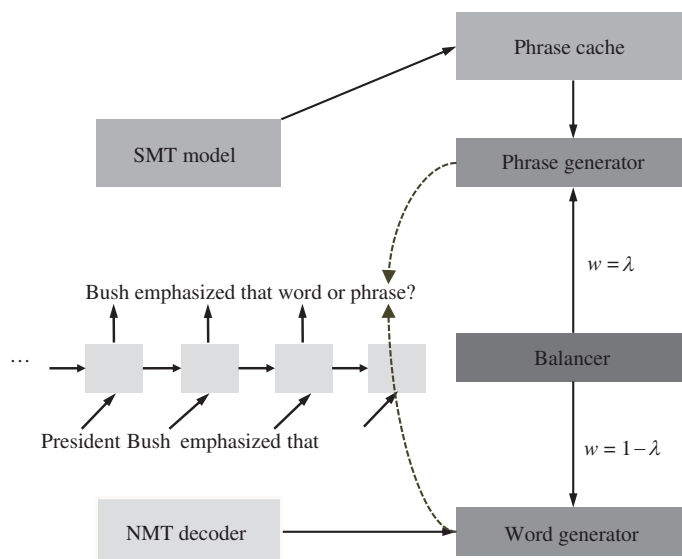 Phrase cache
SMT model
Phrase generator
w = λ
Bush emphasized that word or phrase?
...
Balancer
President Bush emphasized that
w = 1 – λ
NMT decoder
Word generator